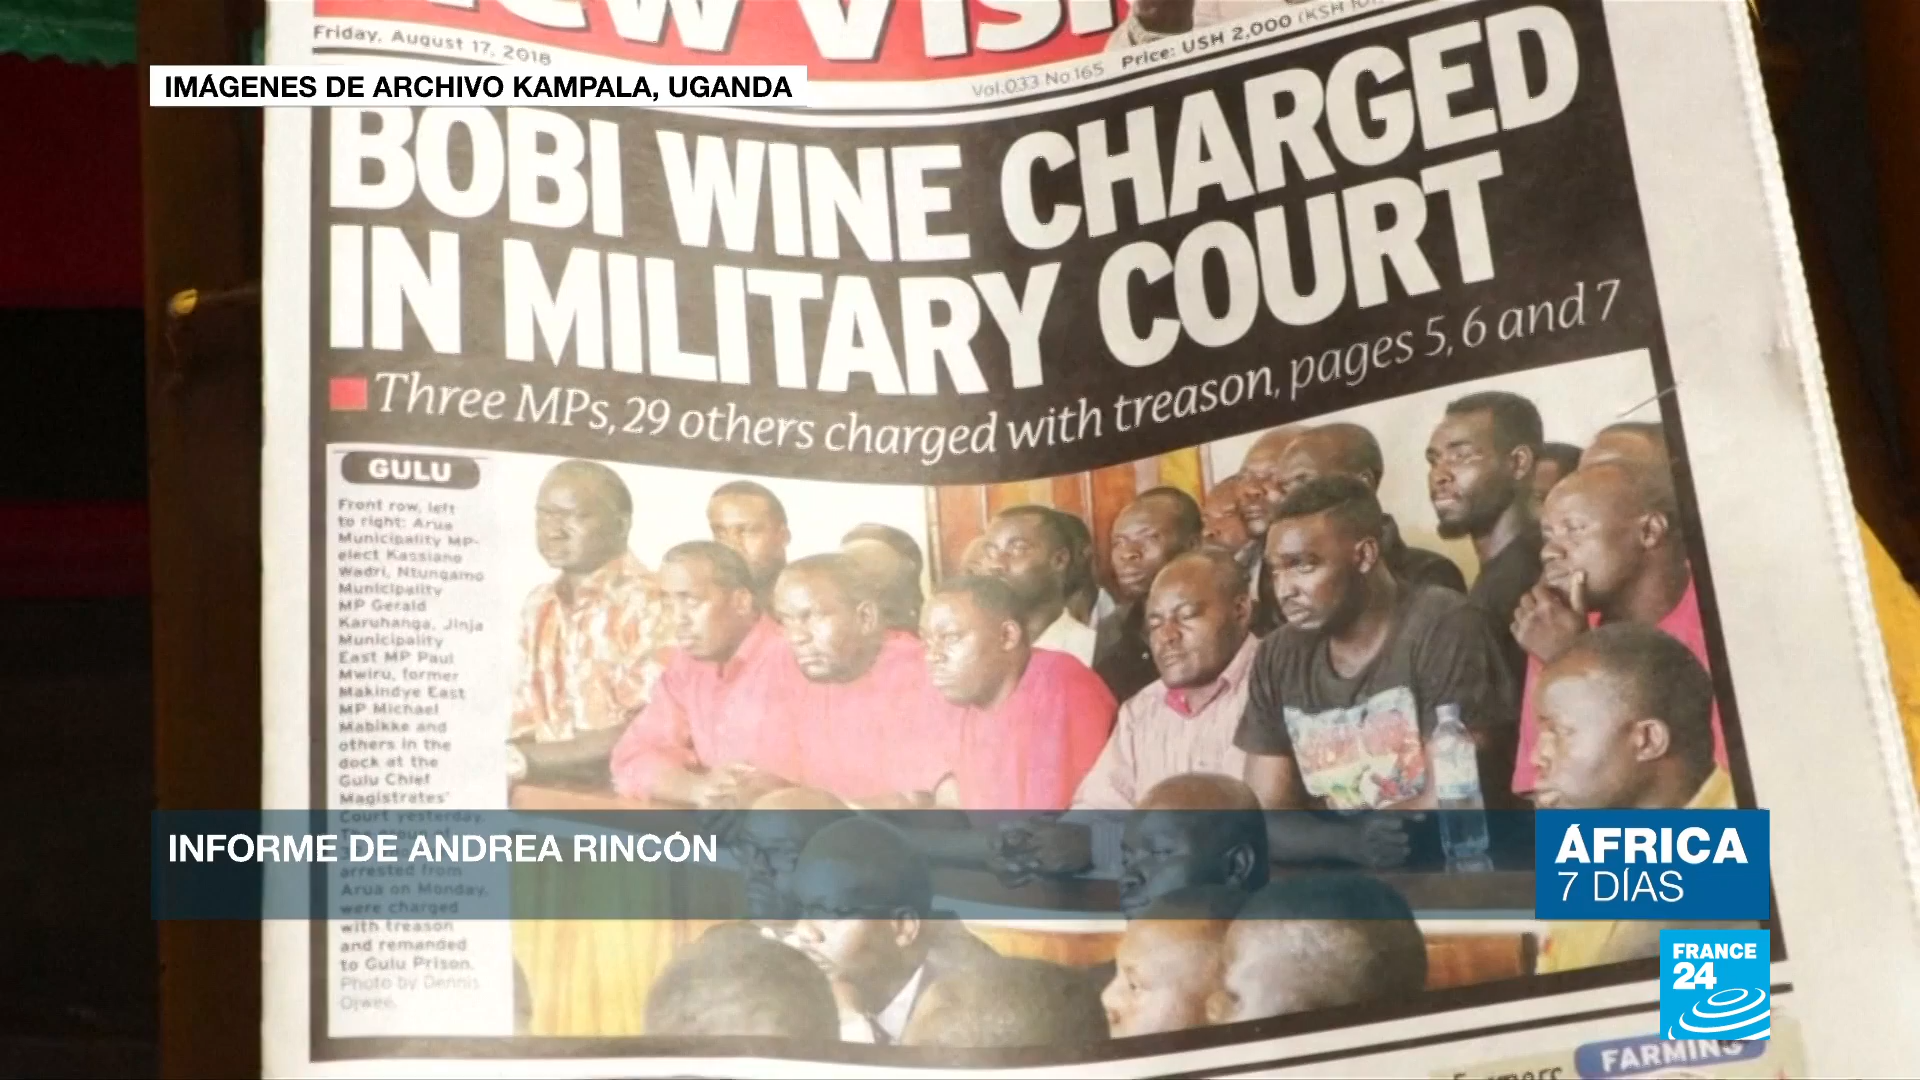 NEW VISI
Friday, August 17, 2018
Vol.033 No.165
Price: USH 2,000
IMÁGENES DE ARCHIVO KAMPALA, UGANDA
BOBI WINE CHARGED
IN MILITARY COURT
Three MPs, 29 others charged with treason, pages 5, 6 and 7
GULU
Front row, left
to right: Arua
Municipality MP-
elect Kassiano
Wadri, Ntungamo
Municipality
MP Gerald
Karuhanga, Jinja
Municipality
East MP Paul
Mwiru, former
Makindye East
MP Michael
Mabikke and
others in the
dock at the
Gulu Chief
Magistrates'
Court yesterday.
arrested from
Arua on Monday,
were charged
with treason
and remanded
to Gulu Prison.
Photo by Dennis
Ojwee
INFORME DE ANDREA RINCÓN
ÁFRICA
7 DÍAS
FRANCE
24
FARMING